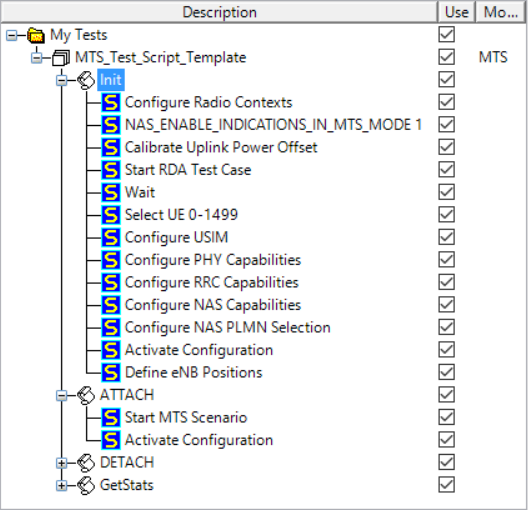 Description Use Mo...
My Tests
MTS_Test_Script_Template MTS
Init
S Configure Radio Contexts
S NAS_ENABLE_INDICATIONS_IN_MTS_MODE 1
S Calibrate Uplink Power Offset
S Start RDA Test Case
S Wait
S Select UE 0-1499
S Configure USIM
S Configure PHY Capabilities
S Configure RRC Capabilities
S Configure NAS Capabilities
S Configure NAS PLMN Selection
S Activate Configuration
S Define eNB Positions
ATTACH
S Start MTS Scenario
S Activate Configuration
DETACH
GetStats